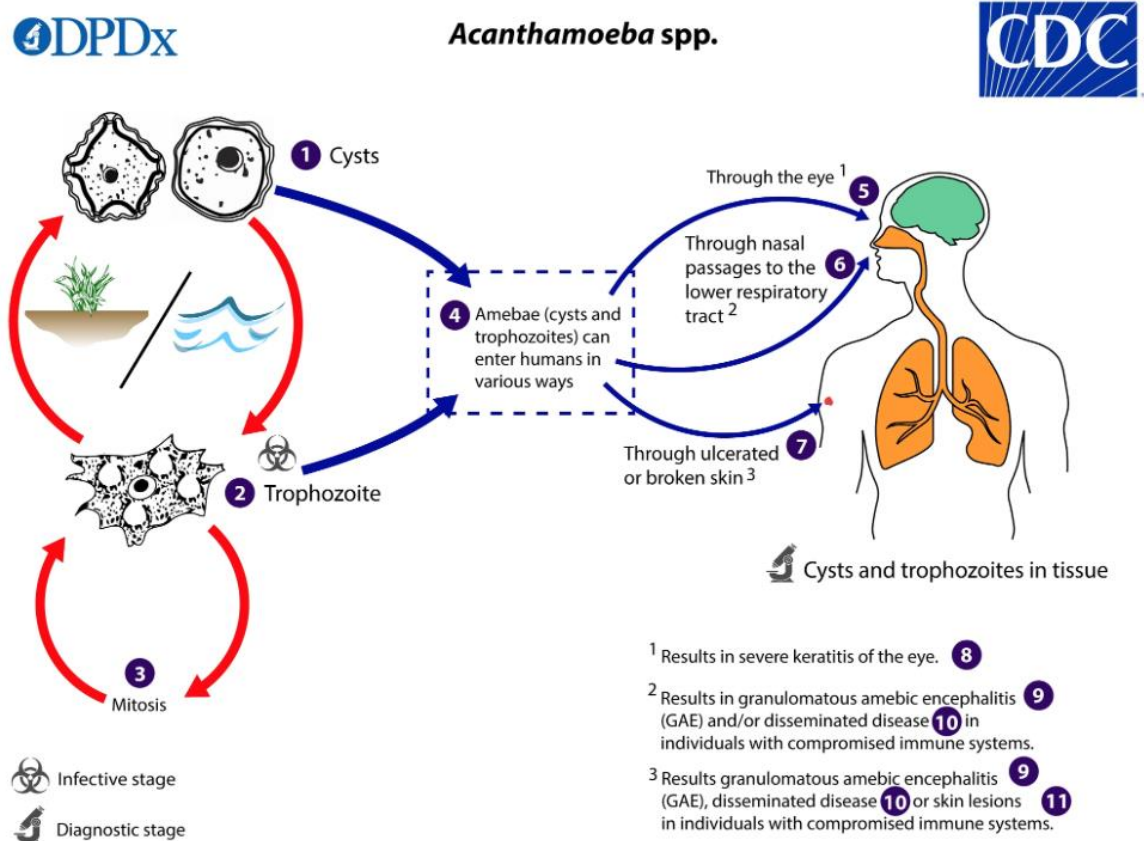 DPDx
Acanthamoeba spp.
CDC
1 Cysts
Through the eye 1
5
Through nasal
passages to the
lower respiratory
tract 2
6
4 Amebae (cysts and
trophozoites) can
enter humans in
various ways
Through ulcerated
or broken skin 3
7
2 Trophozoite
Cysts and trophozoites in tissue
3
Mitosis
1 Results in severe keratitis of the eye. 8
2 Results in granulomatous amebic encephalitis 9
(GAE) and/or disseminated disease 10 in
individuals with compromised immune systems.
3 Results granulomatous amebic encephalitis 9
(GAE), disseminated disease 10 or skin lesions 11
in individuals with compromised immune systems.
Infective stage
Diagnostic stage